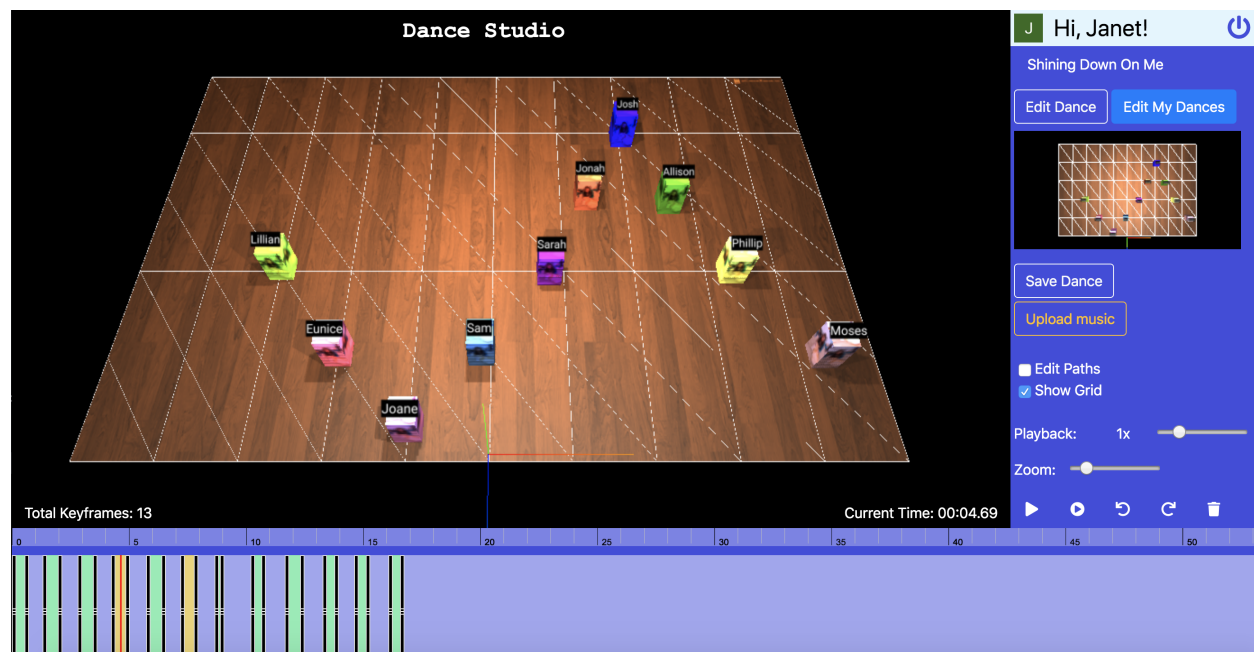 Dance Studio
J
Hi, Janet!
Shining Down On Me
Edit Dance
Edit My Dances
Josh
Jonah
Allison
Lillian
Sarah
Phillip
Eunice
Sam
Moses
Joane
Save Dance
Upload music
Edit Paths
Show Grid
Playback: 1x
Zoom:
Total Keyframes: 13
Current Time: 00:04.69
0 5 10 15 20 25 30 35 40 45 50